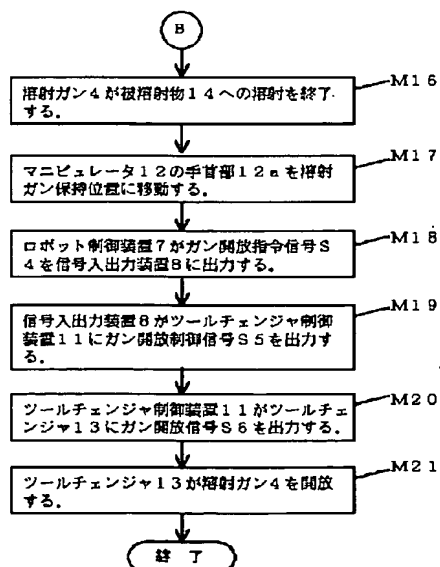 B
溶射ガン4が被溶射物14への溶射を終了
する。
M16
マニピュレータ12の手首部12aを溶射
ガン保持位置に移動する。
M17
ロボット制御装置7がガン開放指令信号S
4を信号入出力装置8に出力する。
M18
信号入出力装置8がツールチェンジャ制御
装置11にガン開放制御信号S5を出力す
る。
M19
ツールチェンジャ制御装置11がツールチェ
ンジャ13にガン開放信号S6を出力する。
M20
ツールチェンジャ13が溶射ガン4を開放
する。
M21
終 了